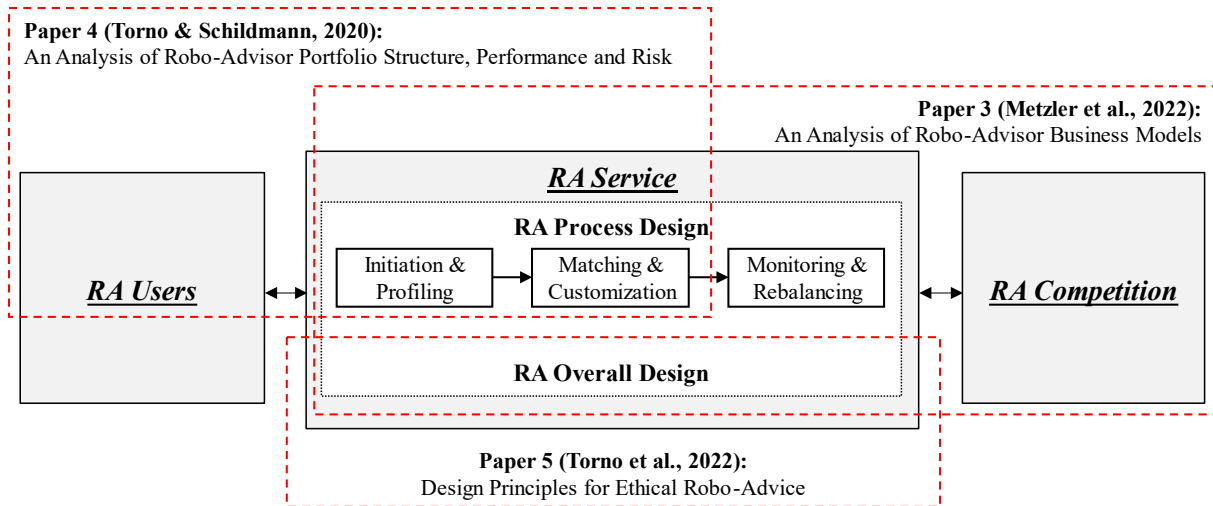 Paper 4 (Torno & Schildmann, 2020):
An Analysis of Robo-Advisor Portfolio Structure, Performance and Risk
Paper 3 (Metzler et al., 2022):
An Analysis of Robo-Advisor Business Models
RA Service
RA Process Design
Initiation &
Profiling
Matching &
Customization
Monitoring &
Rebalancing
RA Users
RA Competition
RA Overall Design
Paper 5 (Torno et al., 2022):
Design Principles for Ethical Robo-Advice